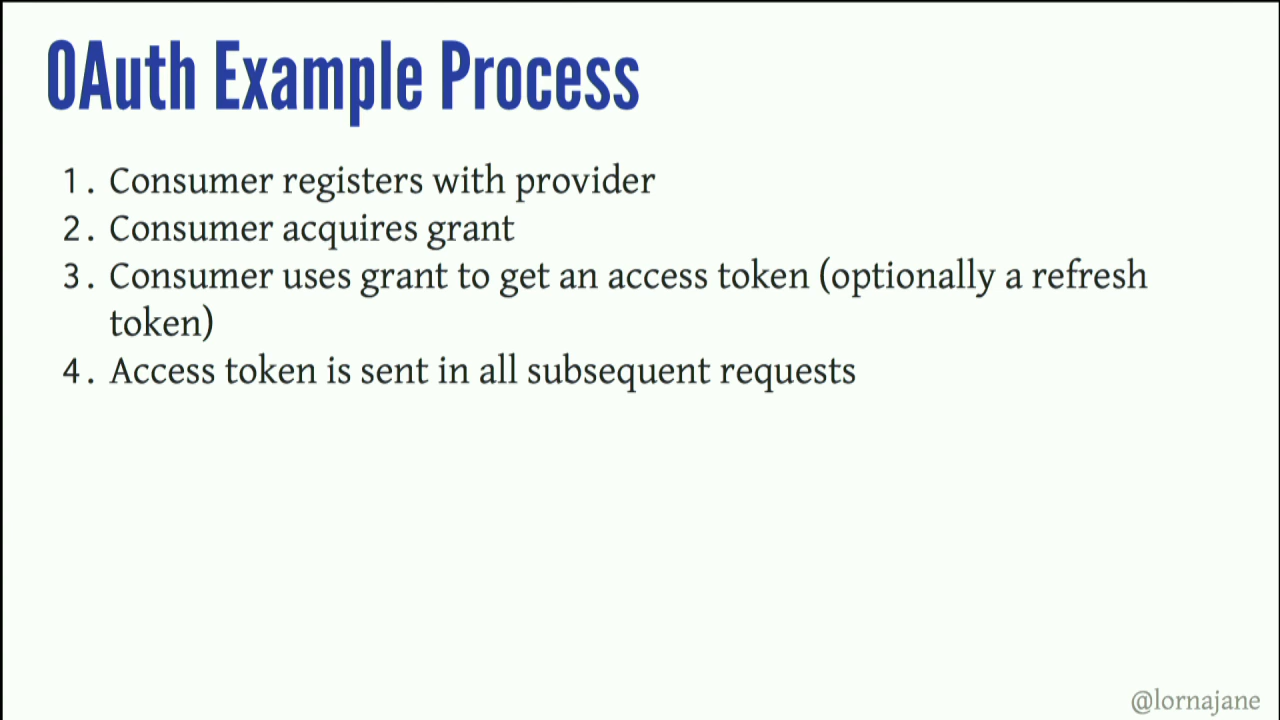 OAuth Example Process
1. Consumer registers with provider
2. Consumer acquires grant
3. Consumer uses grant to get an access token (optionally a refresh
token)
4. Access token is sent in all subsequent requests
@lornajane